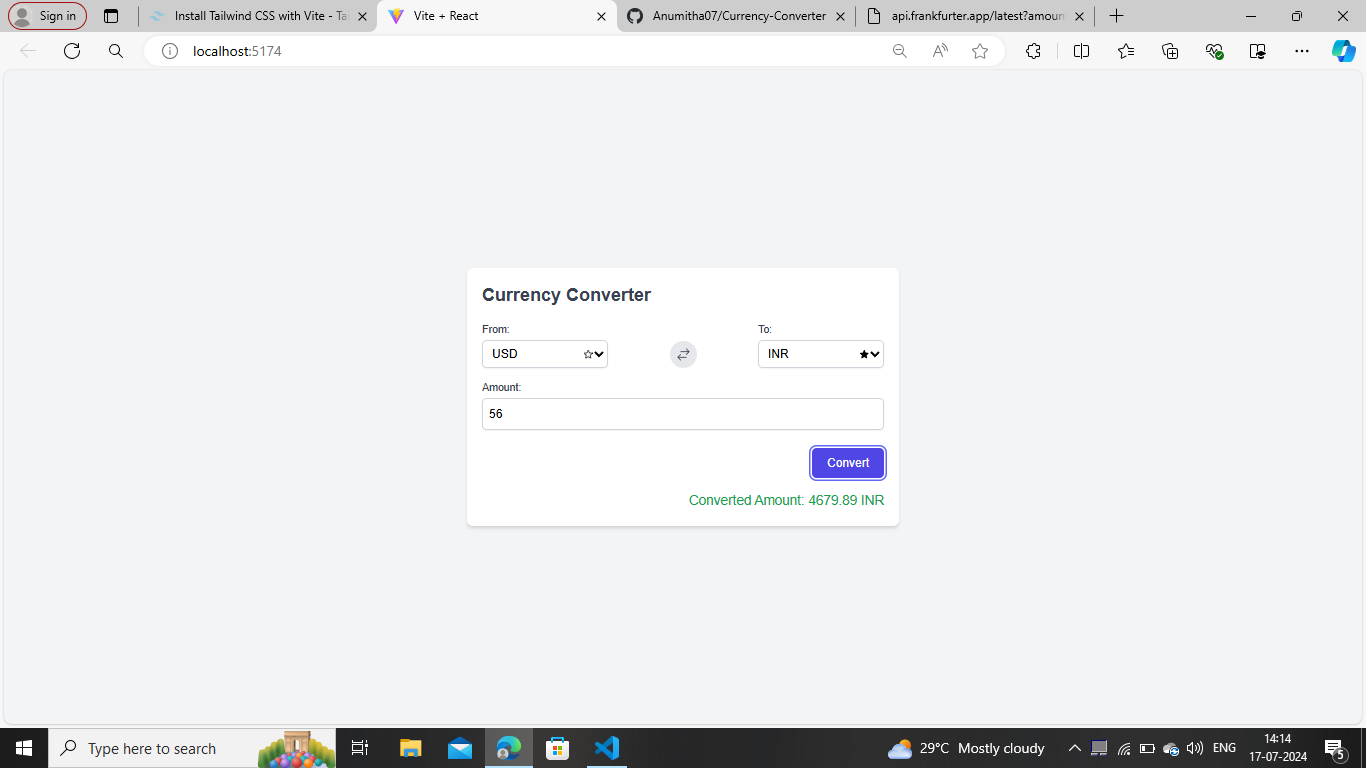 Sign in
Install Tailwind CSS with Vite - Ta
Vite + React
Anumitha07/Currency-Converter
api.frankfurter.app/latest?amoun
localhost:5174
Currency Converter
From:
To:
USD
INR
Amount:
56
Convert
Converted Amount: 4679.89 INR
Type here to search
29°C Mostly cloudy
ENG
14:14
17-07-2024
5